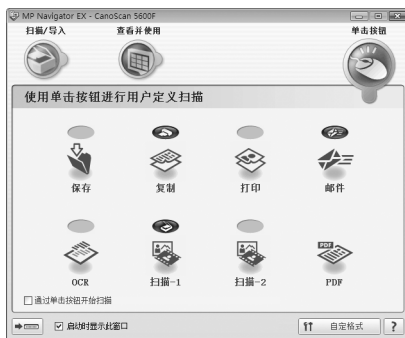 MP Navigator EX - CanoScan 5600F
扫描/导入 查看并使用 单击按钮
使用单击按钮进行用户定义扫描
保存 复制 打印 邮件
PDF
OCR 扫描-1 扫描-2 PDF
通过单击按钮开始扫描
启动时显示此窗口 自定格式 ?